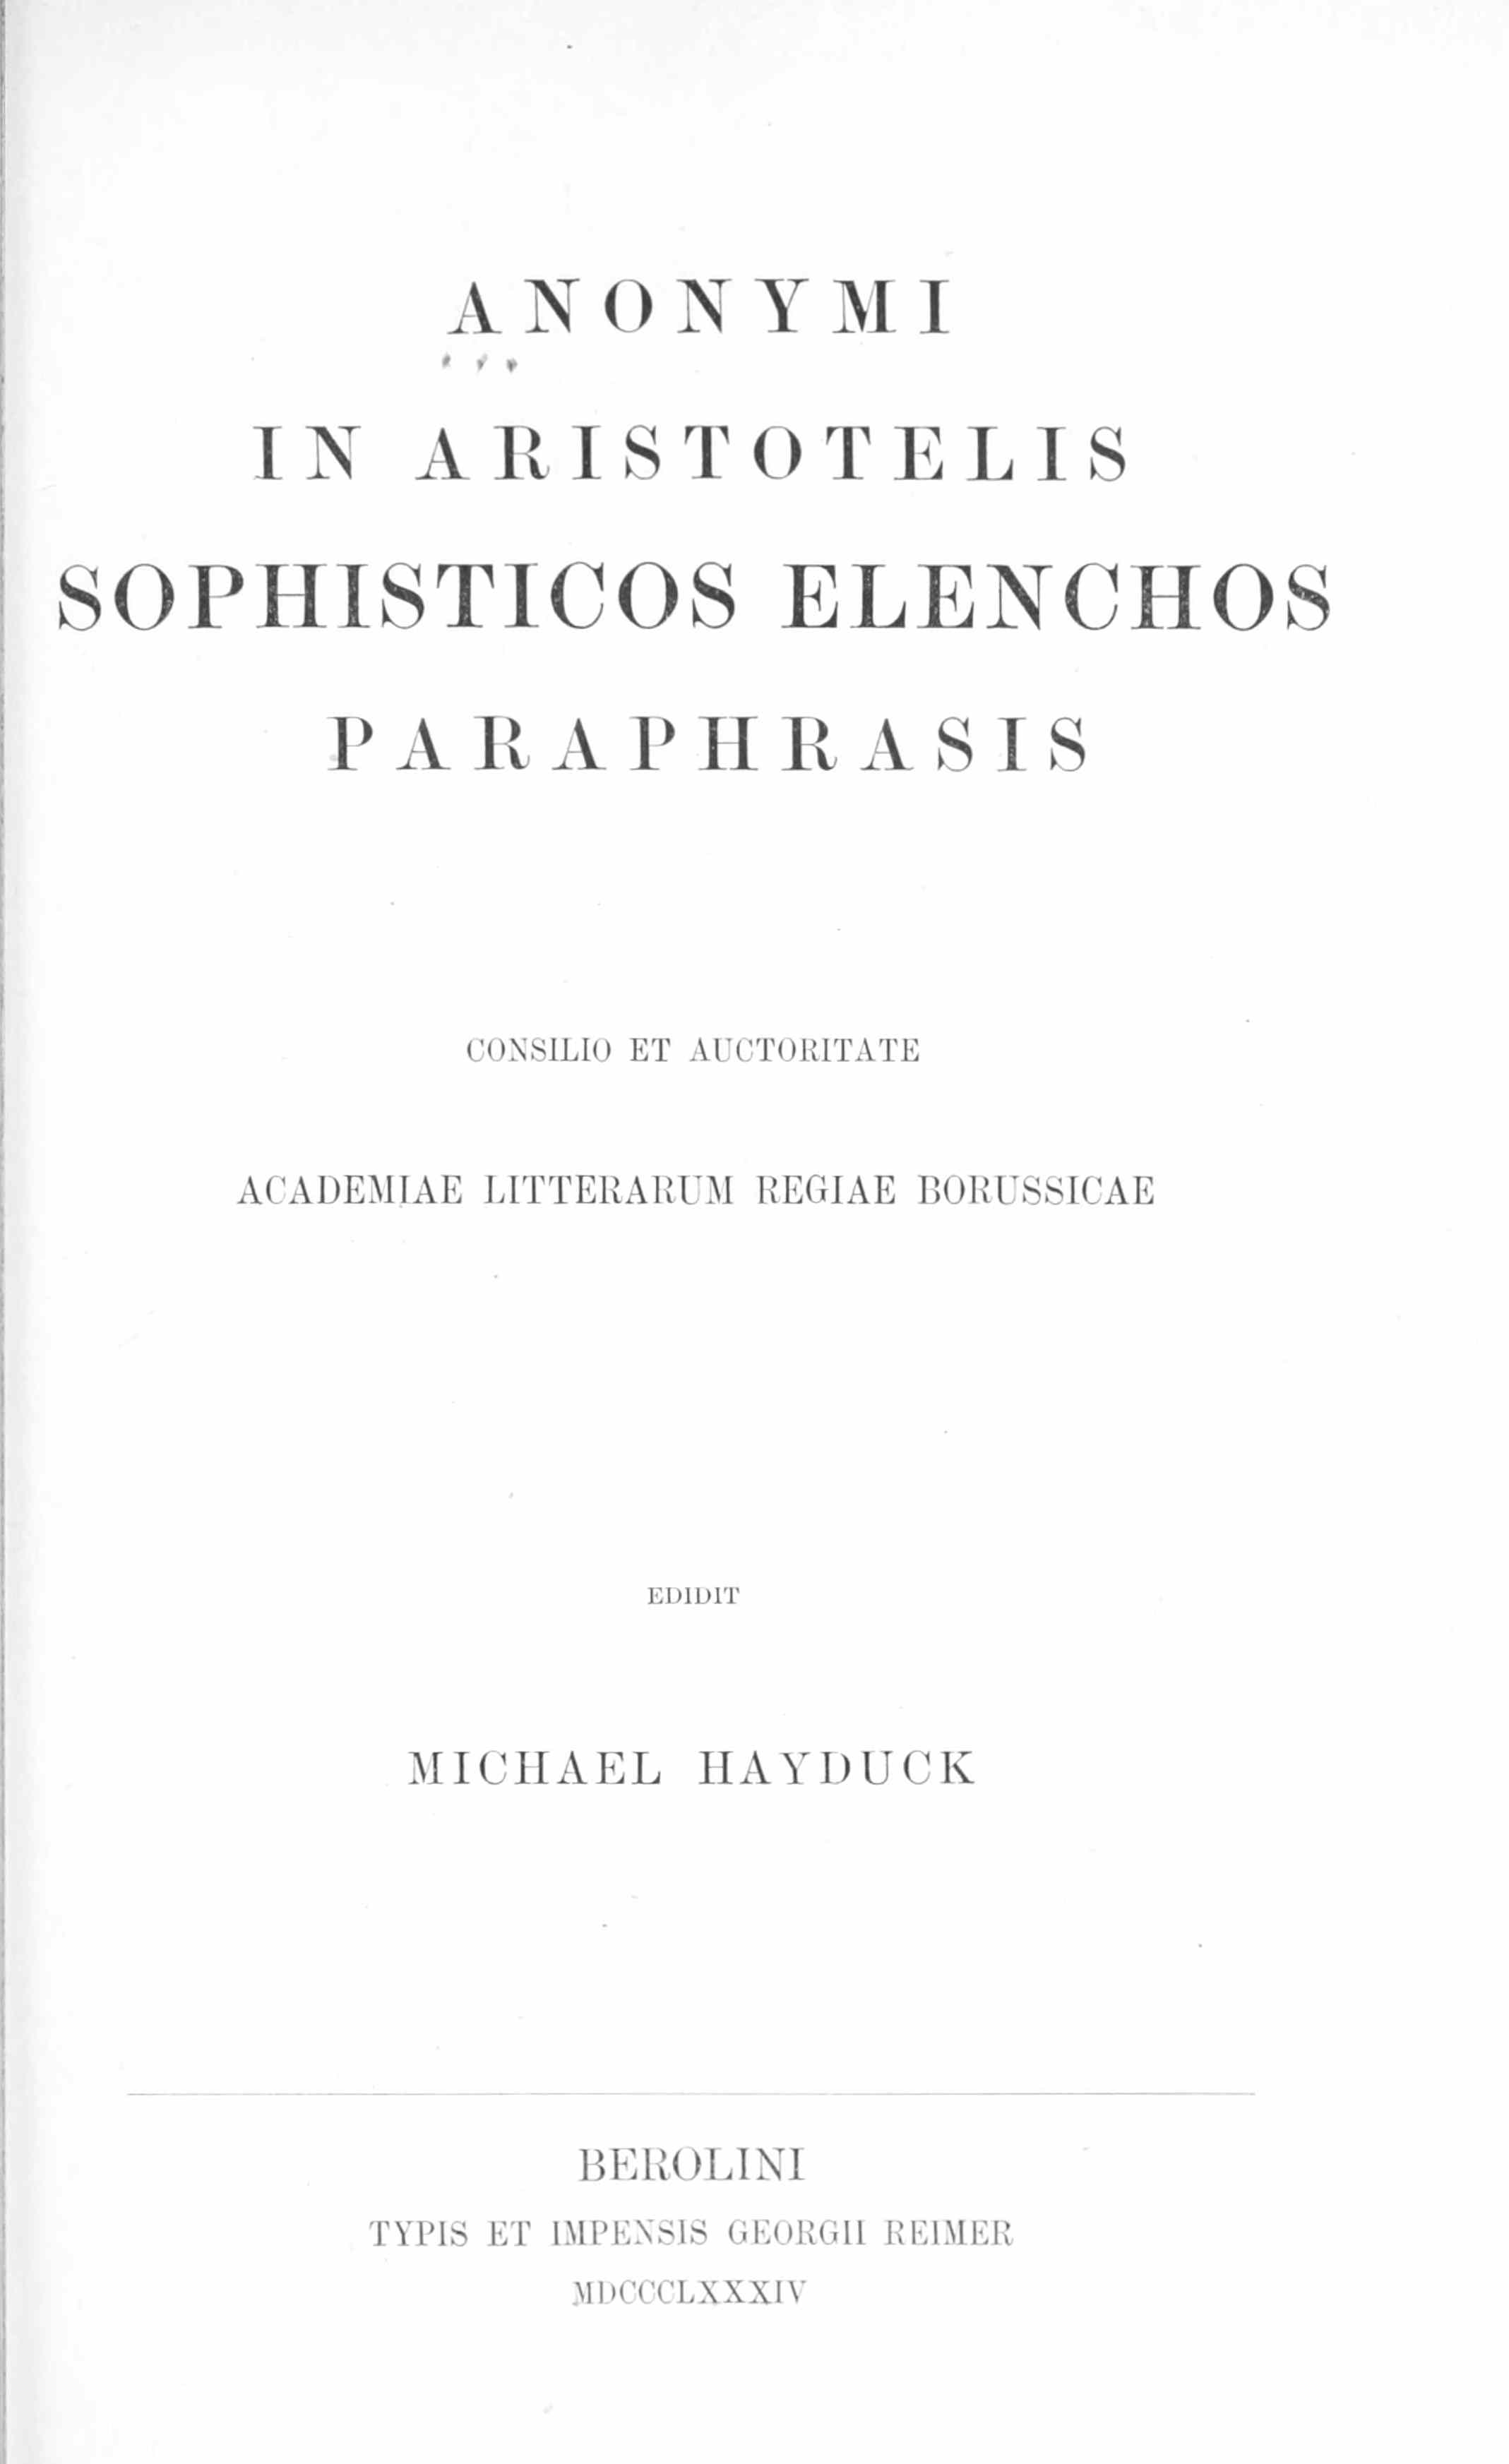 ANONYMI
IN ARISTOTELIS
SOPHISTICOS ELENCHOS
PARAPHRASIS
CONSILIO ET AUCTORITATE
ACADEMIAE LITTERARUM REGIAE BORUSSICAE
EDIDIT
MICHAEL HAYDUCK
BEROLINI
TYPIS ET IMPENSIS GEORGII REIMER
MDCCCLXXXIV